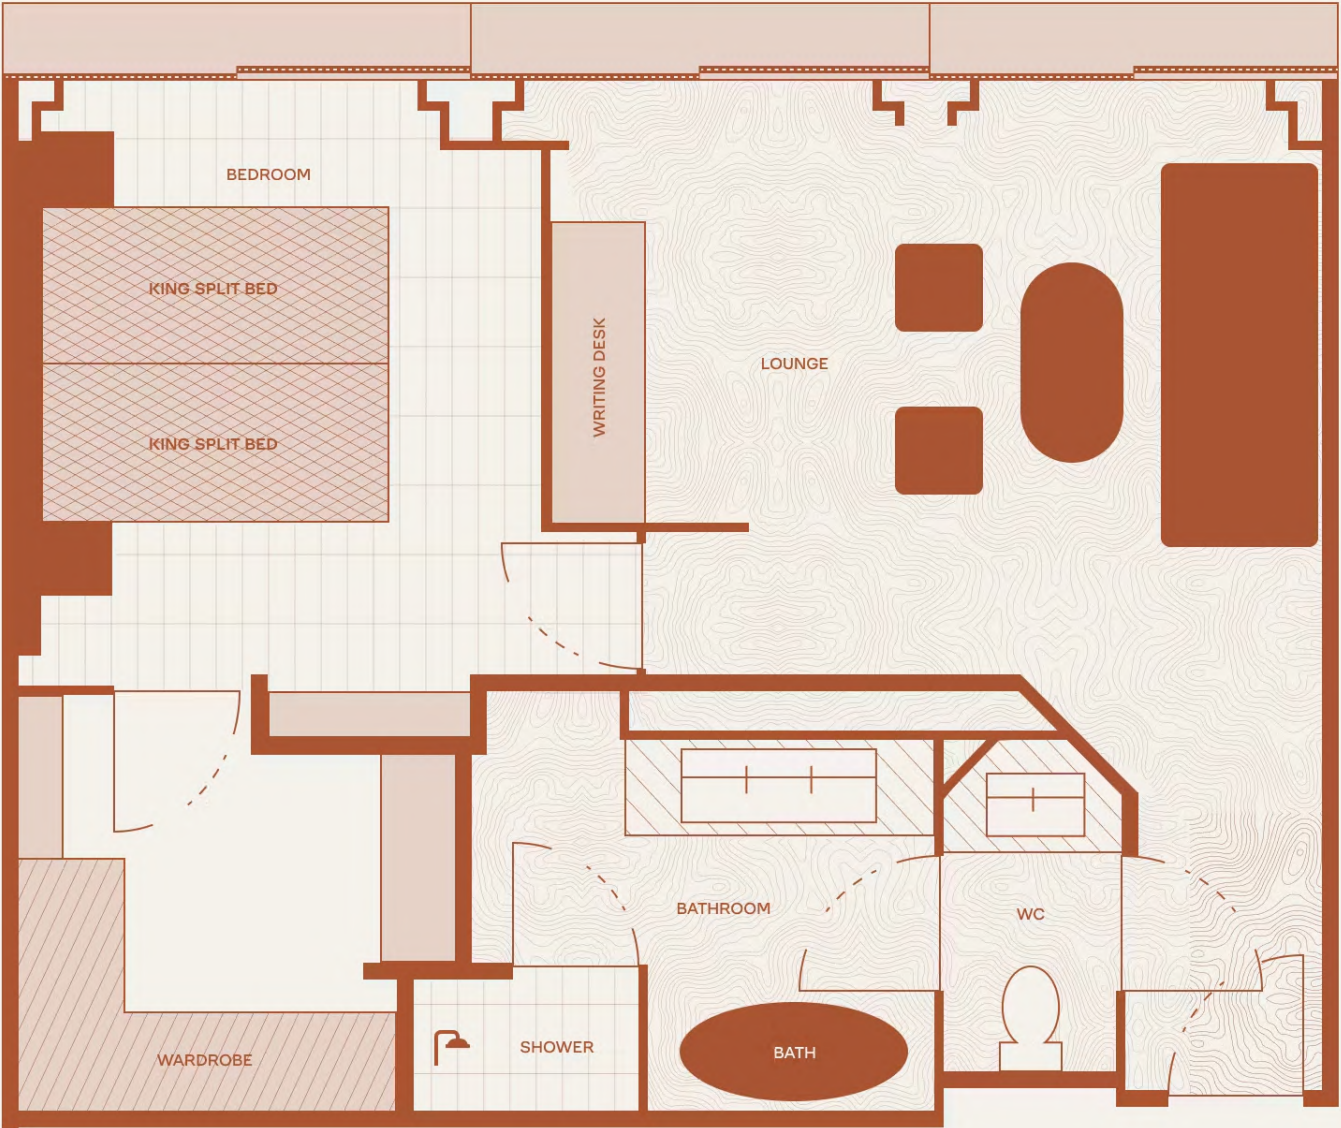 BEDROOM
KING SPLIT BED
KING SPLIT BED
WRITING DESK
LOUNGE
BATHROOM
WC
SHOWER
BATH
WARDROBE